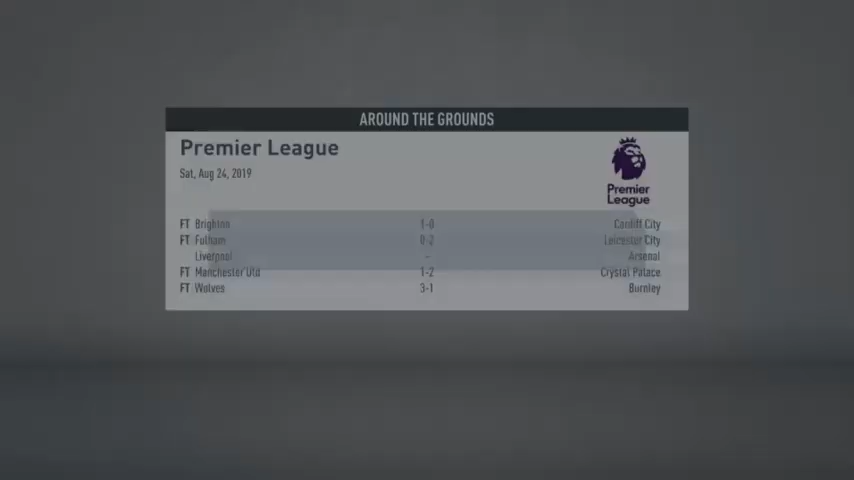 AROUND THE GROUNDS
Premier League
Sat, Aug 24, 2019
Premier
League
FT Brighton 1-0 Cardiff City
FT Fulham 0-2 Leicester City
Liverpool - Arsenal
FT Manchester Utd 1-2 Crystal Palace
FT Wolves 3-1 Burnley